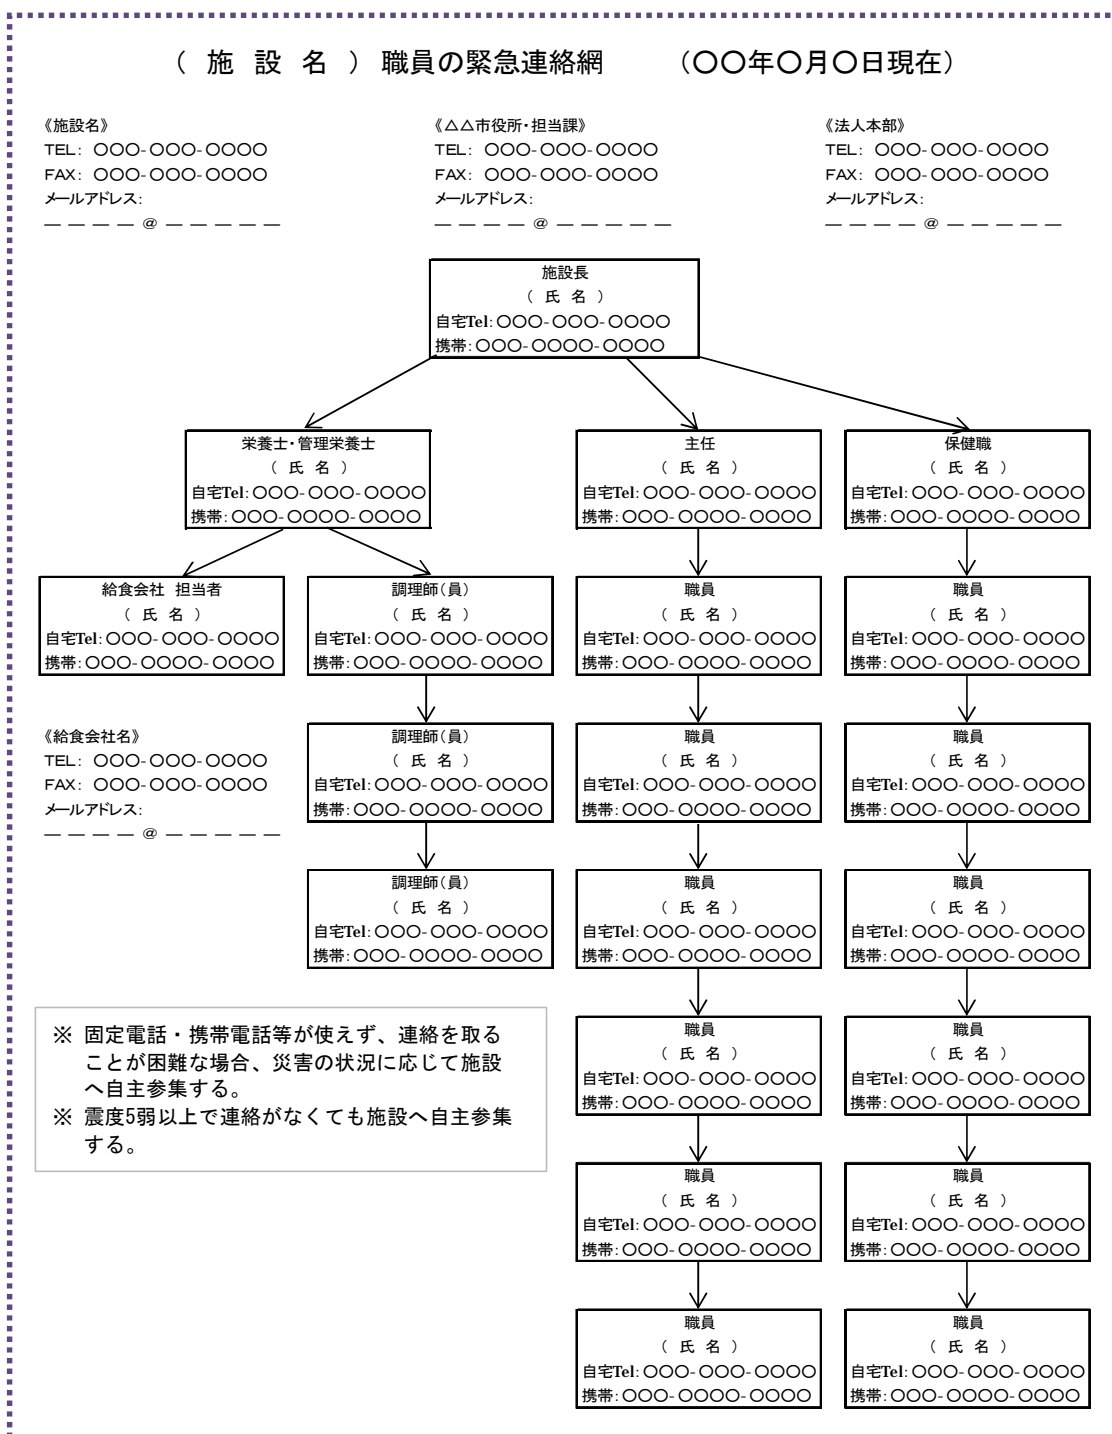 （ 施 設 名 ）職員の緊急連絡網　　（〇〇年〇月〇日現在）
《施設名》
TEL： 〇〇〇-〇〇〇-〇〇〇〇
FAX： 〇〇〇-〇〇〇-〇〇〇〇
メールアドレス：
― ― ― ― ＠ ― ― ― ― ―
《△△市役所・担当課》
TEL： 〇〇〇-〇〇〇-〇〇〇〇
FAX： 〇〇〇-〇〇〇-〇〇〇〇
メールアドレス：
― ― ― ― ＠ ― ― ― ― ―
《法人本部》
TEL： 〇〇〇-〇〇〇-〇〇〇〇
FAX： 〇〇〇-〇〇〇-〇〇〇〇
メールアドレス：
― ― ― ― ＠ ― ― ― ― ―
施設長
（ 氏 名 ）
自宅Tel：〇〇〇-〇〇〇-〇〇〇〇
携帯：〇〇〇-〇〇〇〇-〇〇〇〇
栄養士・管理栄養士
（ 氏 名 ）
自宅Tel：〇〇〇-〇〇〇-〇〇〇〇
携帯：〇〇〇-〇〇〇〇-〇〇〇〇
主任
（ 氏 名 ）
自宅Tel：〇〇〇-〇〇〇-〇〇〇〇
携帯：〇〇〇-〇〇〇〇-〇〇〇〇
保健職
（ 氏 名 ）
自宅Tel：〇〇〇-〇〇〇-〇〇〇〇
携帯：〇〇〇-〇〇〇〇-〇〇〇〇
給食会社 担当者
（ 氏 名 ）
自宅Tel：〇〇〇-〇〇〇-〇〇〇〇
携帯：〇〇〇-〇〇〇〇-〇〇〇〇
調理師（員）
（ 氏 名 ）
自宅Tel：〇〇〇-〇〇〇-〇〇〇〇
携帯：〇〇〇-〇〇〇〇-〇〇〇〇
職員
（ 氏 名 ）
自宅Tel：〇〇〇-〇〇〇-〇〇〇〇
携帯：〇〇〇-〇〇〇〇-〇〇〇〇
職員
（ 氏 名 ）
自宅Tel：〇〇〇-〇〇〇-〇〇〇〇
携帯：〇〇〇-〇〇〇〇-〇〇〇〇
《給食会社名》
TEL： 〇〇〇-〇〇〇-〇〇〇〇
FAX： 〇〇〇-〇〇〇-〇〇〇〇
メールアドレス：
― ― ― ― ＠ ― ― ― ― ―
調理師（員）
（ 氏 名 ）
自宅Tel：〇〇〇-〇〇〇-〇〇〇〇
携帯：〇〇〇-〇〇〇〇-〇〇〇〇
職員
（ 氏 名 ）
自宅Tel：〇〇〇-〇〇〇-〇〇〇〇
携帯：〇〇〇-〇〇〇〇-〇〇〇〇
職員
（ 氏 名 ）
自宅Tel：〇〇〇-〇〇〇-〇〇〇〇
携帯：〇〇〇-〇〇〇〇-〇〇〇〇
調理師（員）
（ 氏 名 ）
自宅Tel：〇〇〇-〇〇〇-〇〇〇〇
携帯：〇〇〇-〇〇〇〇-〇〇〇〇
職員
（ 氏 名 ）
自宅Tel：〇〇〇-〇〇〇-〇〇〇〇
携帯：〇〇〇-〇〇〇〇-〇〇〇〇
職員
（ 氏 名 ）
自宅Tel：〇〇〇-〇〇〇-〇〇〇〇
携帯：〇〇〇-〇〇〇〇-〇〇〇〇
※ 固定電話・携帯電話等が使えず、連絡を取る
ことが困難な場合、災害の状況に応じて施設
へ自主参集する。
※ 震度5弱以上で連絡がなくても施設へ自主参集
する。
職員
（ 氏 名 ）
自宅Tel：〇〇〇-〇〇〇-〇〇〇〇
携帯：〇〇〇-〇〇〇〇-〇〇〇〇
職員
（ 氏 名 ）
自宅Tel：〇〇〇-〇〇〇-〇〇〇〇
携帯：〇〇〇-〇〇〇〇-〇〇〇〇
職員
（ 氏 名 ）
自宅Tel：〇〇〇-〇〇〇-〇〇〇〇
携帯：〇〇〇-〇〇〇〇-〇〇〇〇
職員
（ 氏 名 ）
自宅Tel：〇〇〇-〇〇〇-〇〇〇〇
携帯：〇〇〇-〇〇〇〇-〇〇〇〇
職員
（ 氏 名 ）
自宅Tel：〇〇〇-〇〇〇-〇〇〇〇
携帯：〇〇〇-〇〇〇〇-〇〇〇〇
職員
（ 氏 名 ）
自宅Tel：〇〇〇-〇〇〇-〇〇〇〇
携帯：〇〇〇-〇〇〇〇-〇〇〇〇